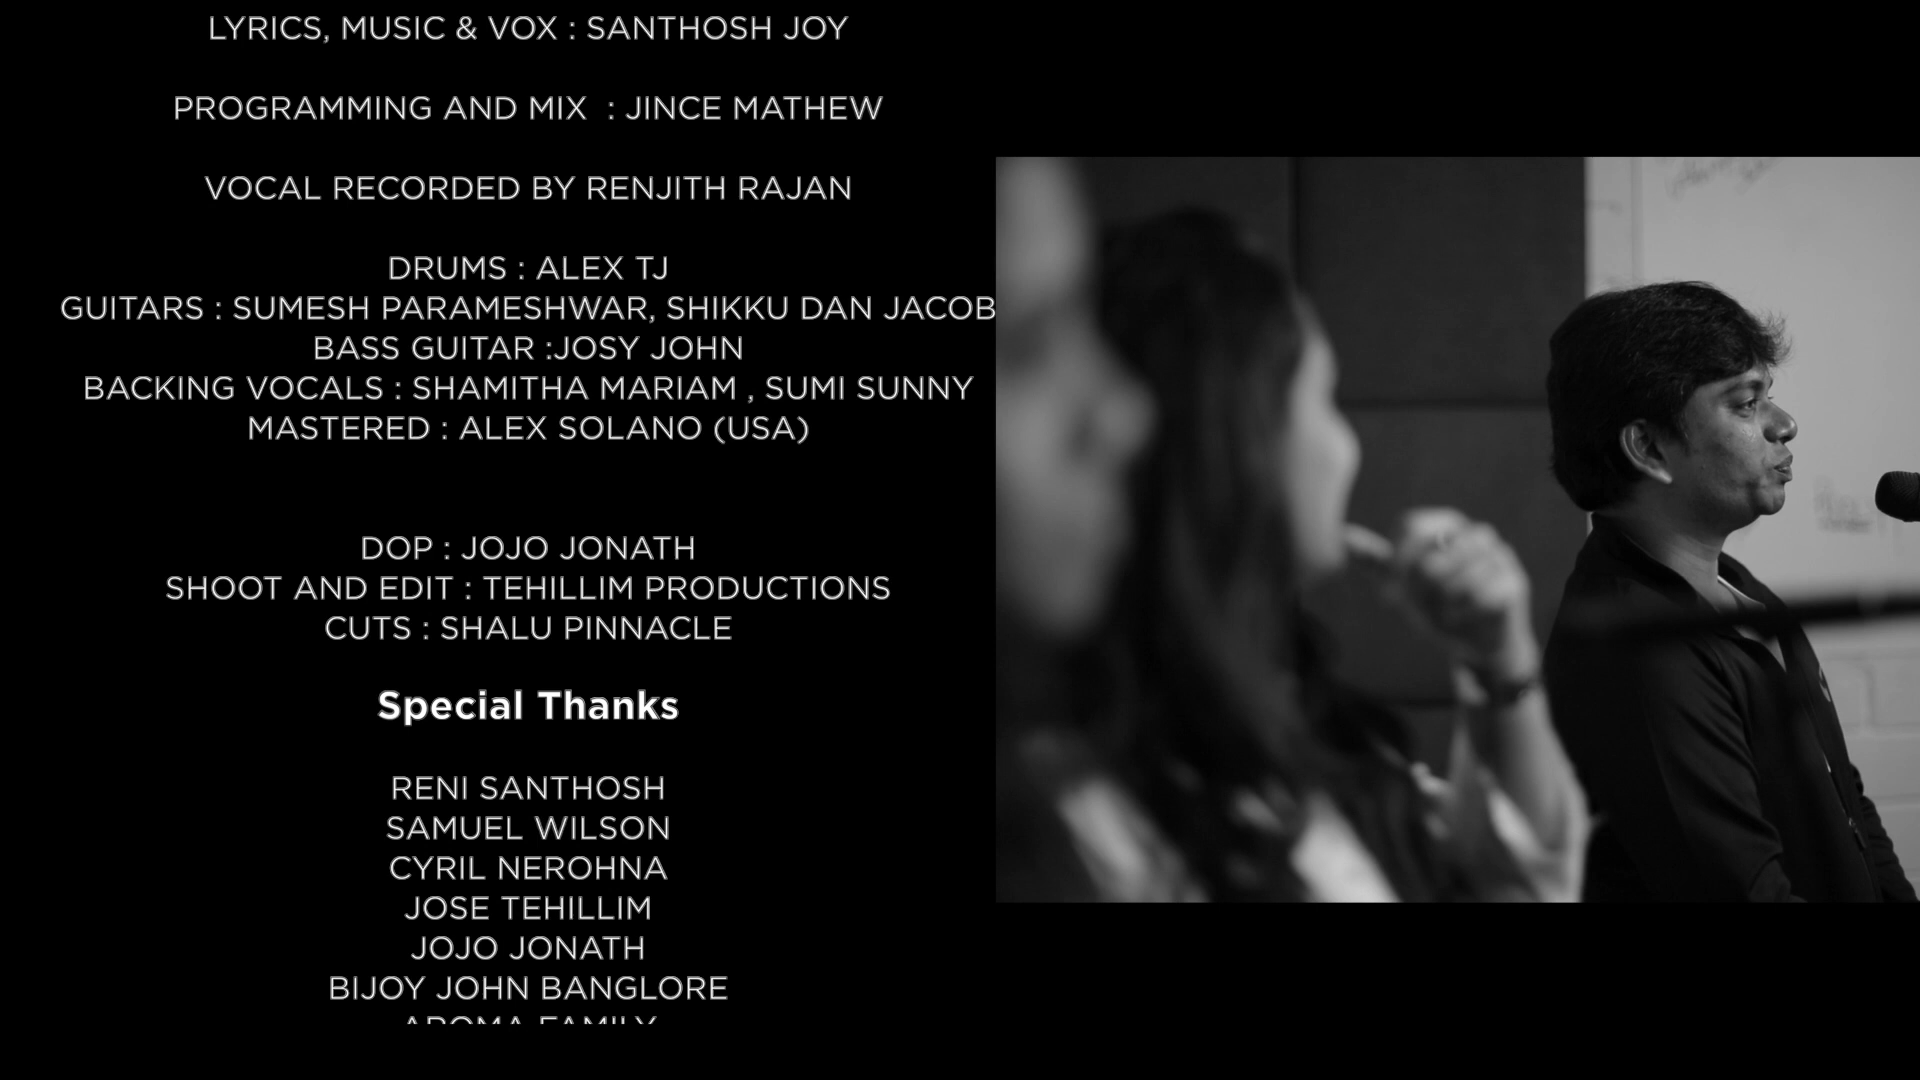 LYRICS, MUSIC & VOX : SANTHOSH JOY
PROGRAMMING AND MIX  : JINCE MATHEW
VOCAL RECORDED BY RENJITH RAJAN
DRUMS : ALEX TJ
GUITARS : SUMESH PARAMESHWAR, SHIKKU DAN JACOB
BASS GUITAR :JOSY JOHN
BACKING VOCALS : SHAMITHA MARIAM , SUMI SUNNY
MASTERED : ALEX SOLANO (USA)
DOP : JOJO JONATH
SHOOT AND EDIT : TEHILLIM PRODUCTIONS
CUTS : SHALU PINNACLE
Special Thanks
RENI SANTHOSH
SAMUEL WILSON
CYRIL NEROHNA
JOSE TEHILLIM
JOJO JONATH
BIJOY JOHN BANGLORE
AROMA FAMILY